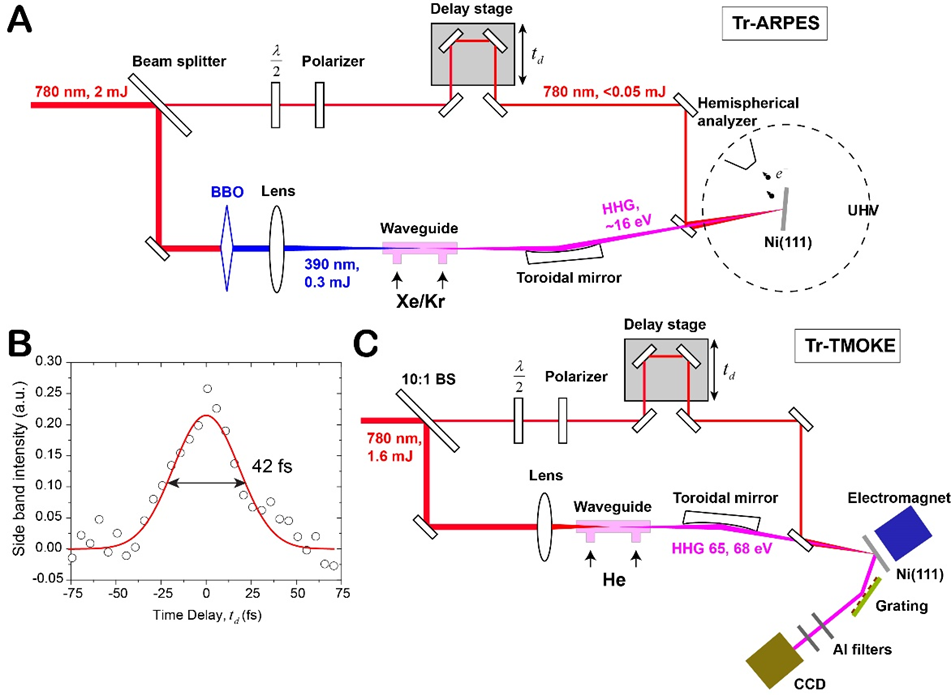 A
Tr-ARPES
Delay stage
t_d
Beam splitter
λ/2
Polarizer
780 nm, 2 mJ
780 nm, <0.05 mJ
Hemispherical
analyzer
e⁻
UHV
Ni(111)
BBO
Lens
Waveguide
HHG,
~16 eV
Toroidal mirror
390 nm,
0.3 mJ
Xe/Kr
B
0.30
0.25
0.20
0.15
0.10
0.05
0.00
-0.05
Side band intensity (a.u.)
42 fs
-75
-50
-25
0
25
50
75
Time Delay, t_d (fs)
C
Tr-TMOKE
Delay stage
t_d
10:1 BS
λ/2
Polarizer
780 nm,
1.6 mJ
Lens
Waveguide
Toroidal mirror
Electromagnet
HHG 65, 68 eV
He
Ni(111)
Grating
Al filters
CCD